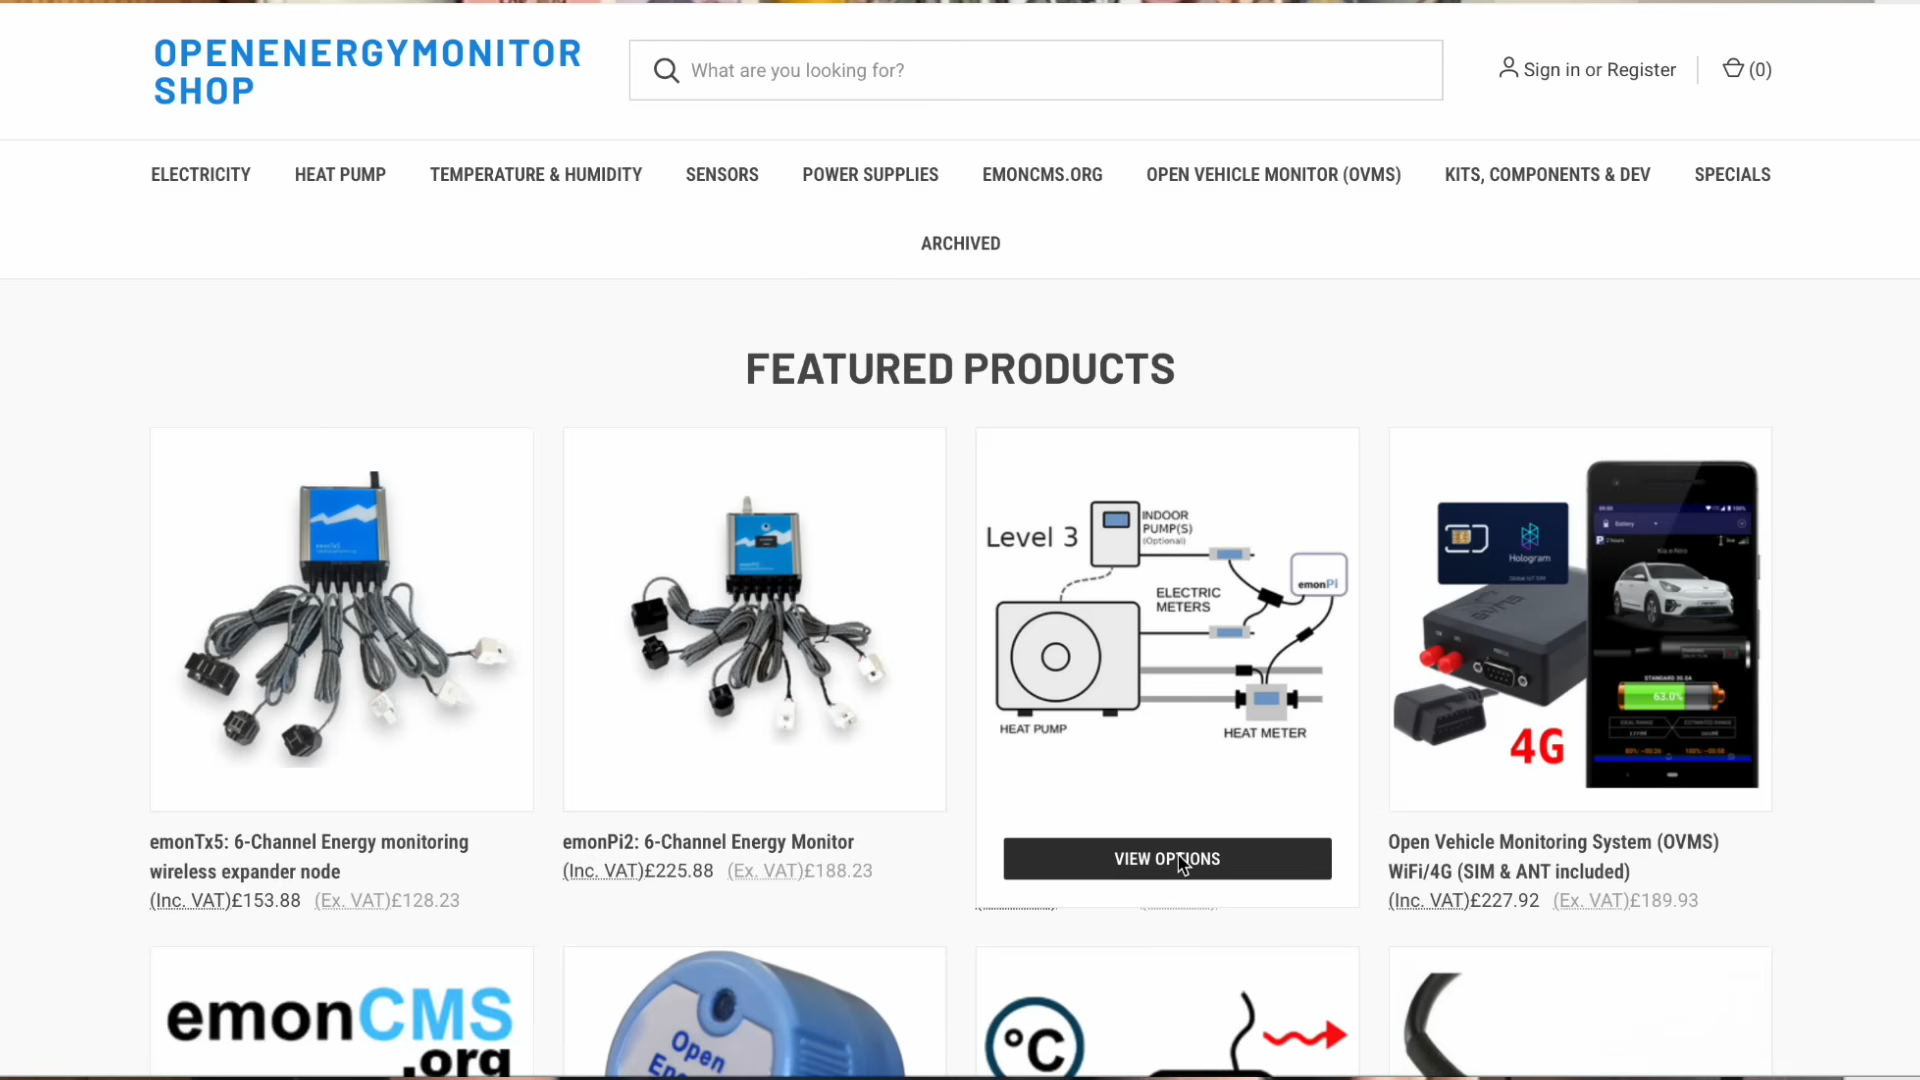 OPENENERGYMONITOR
SHOP
What are you looking for?
Sign in or Register
(0)
ELECTRICITY
HEAT PUMP
TEMPERATURE & HUMIDITY
SENSORS
POWER SUPPLIES
EMONCMS.ORG
OPEN VEHICLE MONITOR (OVMS)
KITS, COMPONENTS & DEV
SPECIALS
ARCHIVED
FEATURED PRODUCTS
Level 3
INDOOR
PUMP(S)
(Optional)
emonPi
ELECTRIC
METERS
HEAT PUMP
HEAT METER
Hologram
Battery
Kia e-Niro
63.0%
4G
emonTx5: 6-Channel Energy monitoring
wireless expander node
(Inc. VAT)£153.88 (Ex. VAT)£128.23
emonPi2: 6-Channel Energy Monitor
(Inc. VAT)£225.88 (Ex. VAT)£188.23
VIEW OPTIONS
Open Vehicle Monitoring System (OVMS)
WiFi/4G (SIM & ANT included)
(Inc. VAT)£227.92 (Ex. VAT)£189.93
emonCMS
.org
Open
°C